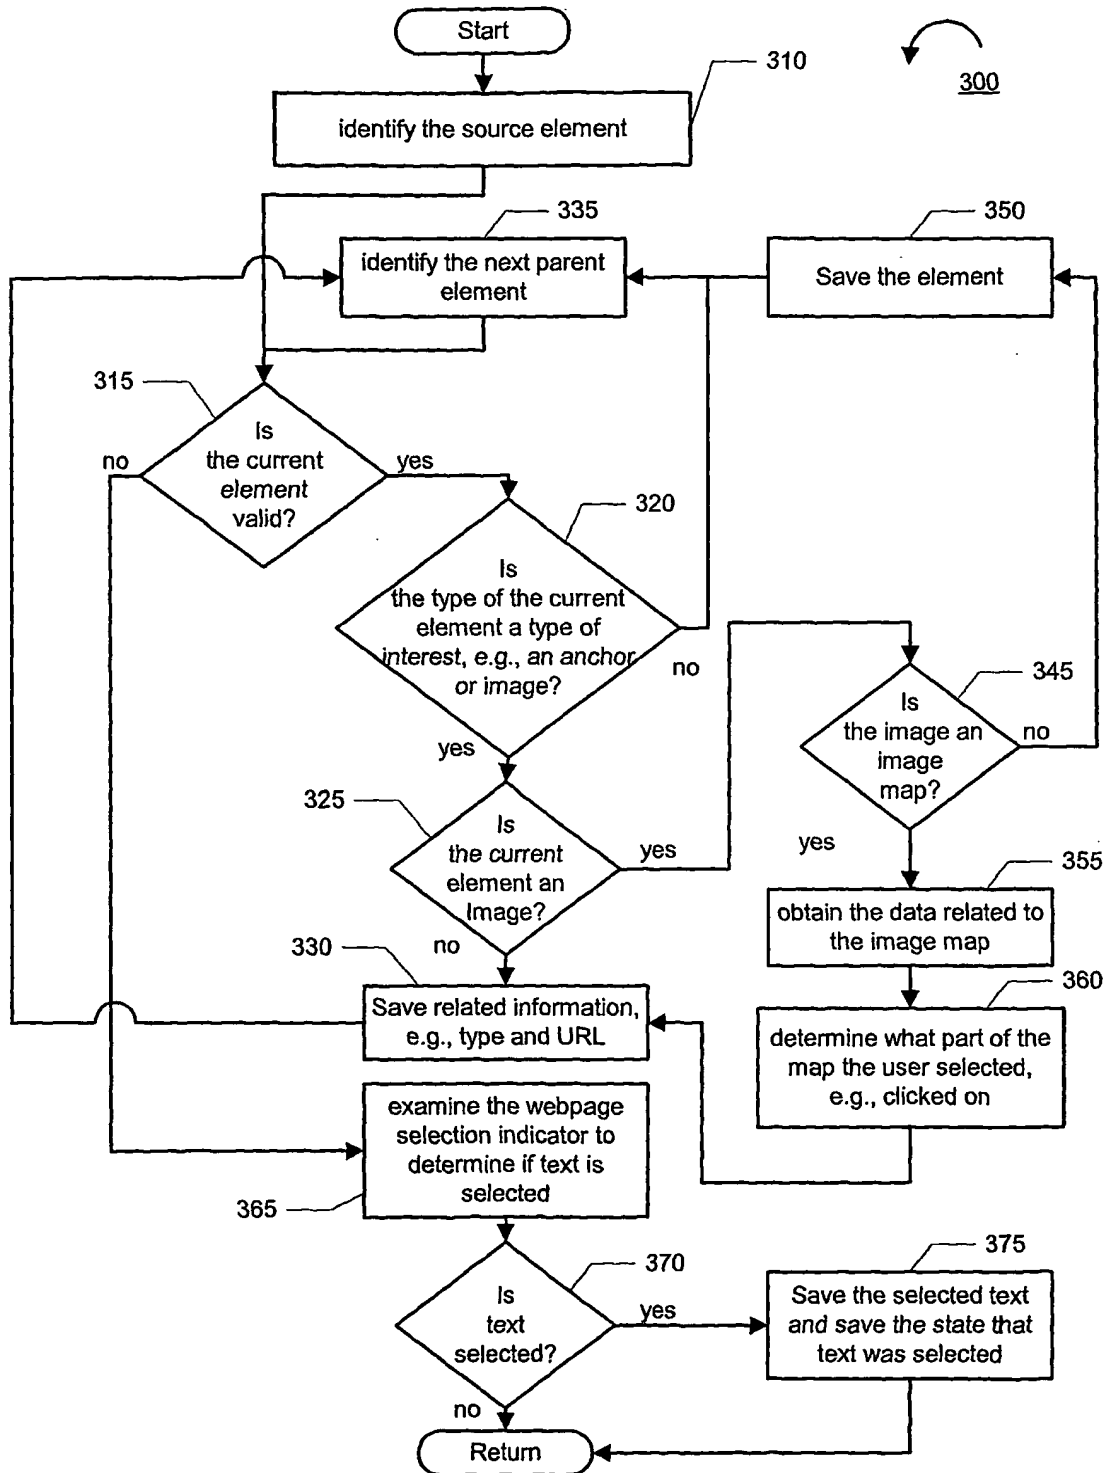 Start
310
300
identify the source element
335
350
identify the next parent
element
Save the element
315
Is
the current
element
valid?
no
yes
320
Is
the type of the current
element a type of
interest, e.g., an anchor
or image?
no
yes
345
Is
the image an
image
map?
no
yes
325
Is
the current
element an
Image?
yes
no
355
obtain the data related to
the image map
330
Save related information,
e.g., type and URL
360
determine what part of the
map the user selected,
e.g., clicked on
examine the webpage
selection indicator to
determine if text is
selected
365
370
Is
text
selected?
yes
no
375
Save the selected text
and save the state that
text was selected
Return